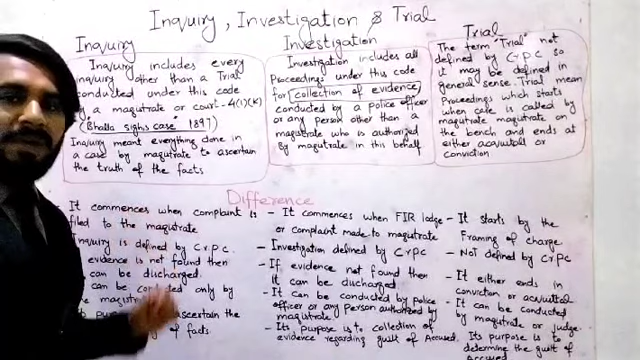 Inquiry, Investigation & Trial
Inquiry
Inquiry includes every
inquiry other than a Trial
conducted under this code
by a magistrate or court - 4(1)(K)
("Bhalla sighs case" 1897)
Inquiry meant everything done in
a case by magistrate to ascertain
the truth of the facts
Investigation
Investigation includes all
Proceedings under this code
for (collection of evidence)
conducted by a police officer
or any person other than a
magistrate who is authorized
By magistrate in this behalf
Trial
The term "Trial" not
defined by CrPC so
it may be defined in
general sense. Trial mean
Proceedings which starts
when case is called by
magistrate magistrate on
the bench and ends at
either acquittal or
conviction
Difference
It commences when complaint is
filed to the magistrate
Inquiry is defined by Cr.p.c.
evidence is not found then
can be discharged.
can be conducted only by
magistrate
ascertain the
of facts
- It commences when FIR lodge
or complaint made to magistrate
- Investigation defined by CrPC
- If evidence not found then
it can be discharged
- It can be conducted by police
officer or any person authorized by
magistrate
- Its purpose is to collection of
evidence regarding guilt of Accused.
- It starts by the
Framing of charge
- Not defined by CrPC
- It either ends in
conviction or acquittal
- It can be conducted
by magistrate or judge
Its purpose is to
determine the guilt of
Accused